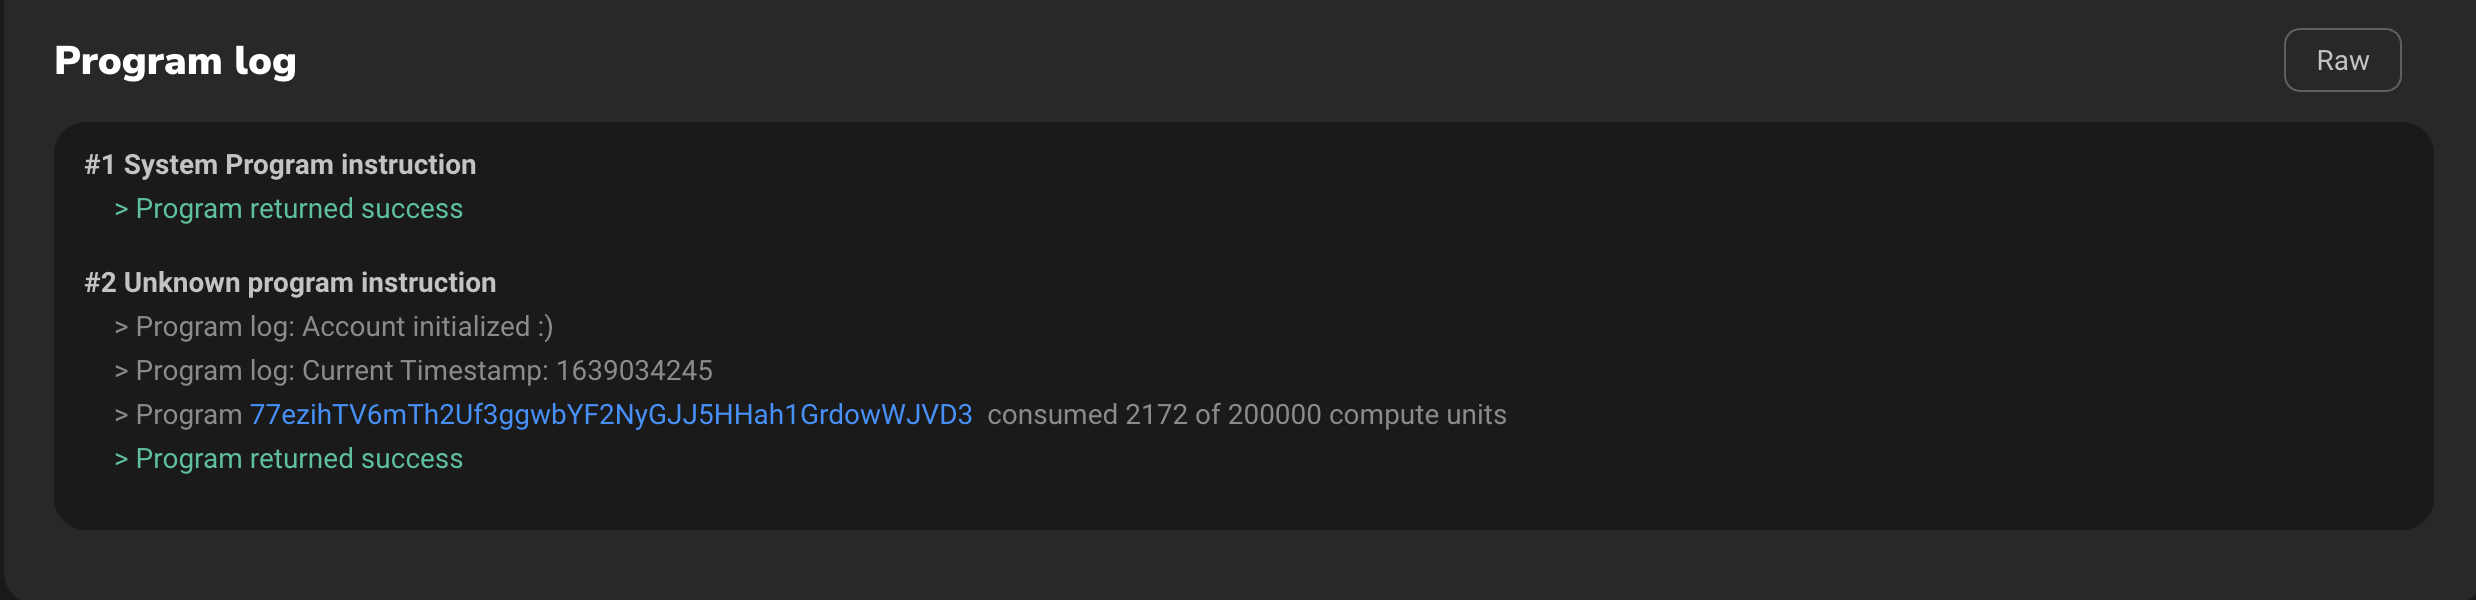 Program log
Raw
#1 System Program instruction
> Program returned success
#2 Unknown program instruction
> Program log: Account initialized :)
> Program log: Current Timestamp: 1639034245
> Program 77ezihTV6mTh2Uf3ggwbYF2NyGJJ5HHah1GrdowWJVD3 consumed 2172 of 200000 compute units
> Program returned success